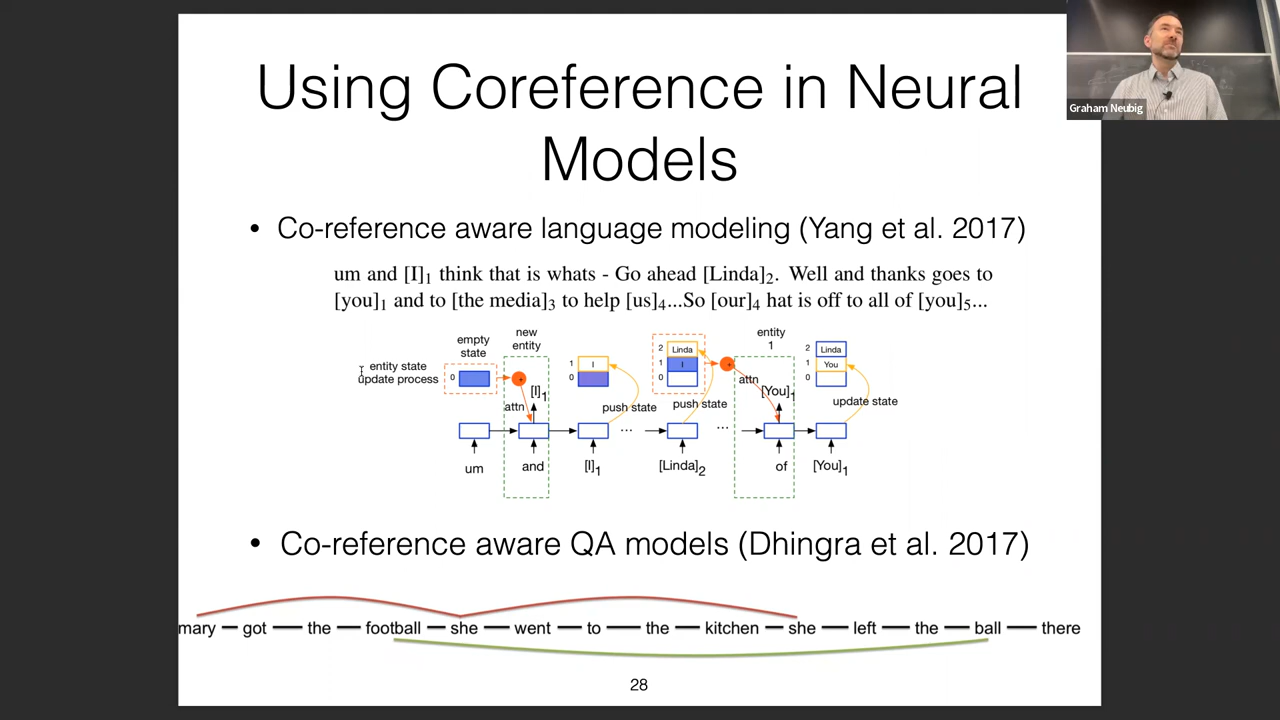 Using Coreference in Neural
Models
Graham Neubig
• Co-reference aware language modeling (Yang et al. 2017)
um and [I]1 think that is whats - Go ahead [Linda]2. Well and thanks goes to
[you]1 and to [the media]3 to help [us]4...So [our]4 hat is off to all of [you]5...
empty
state
new
entity
entity
1
entity state
update process
0
attn
[I]1
1 I
0
push state
2 Linda
1 I
0
push state
attn
[You]1
2 Linda
1 You
0
update state
... ...
um and [I]1 [Linda]2 of [You]1
• Co-reference aware QA models (Dhingra et al. 2017)
mary got the football she went to the kitchen she left the ball there
28